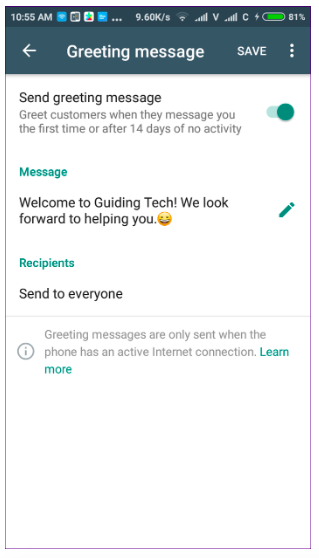 10:55 AM ... 9.60K/s V C 81%
Greeting message SAVE
Send greeting message
Greet customers when they message you
the first time or after 14 days of no activity
Message
Welcome to Guiding Tech! We look
forward to helping you.😂
Recipients
Send to everyone
Greeting messages are only sent when the
phone has an active Internet connection. Learn
more